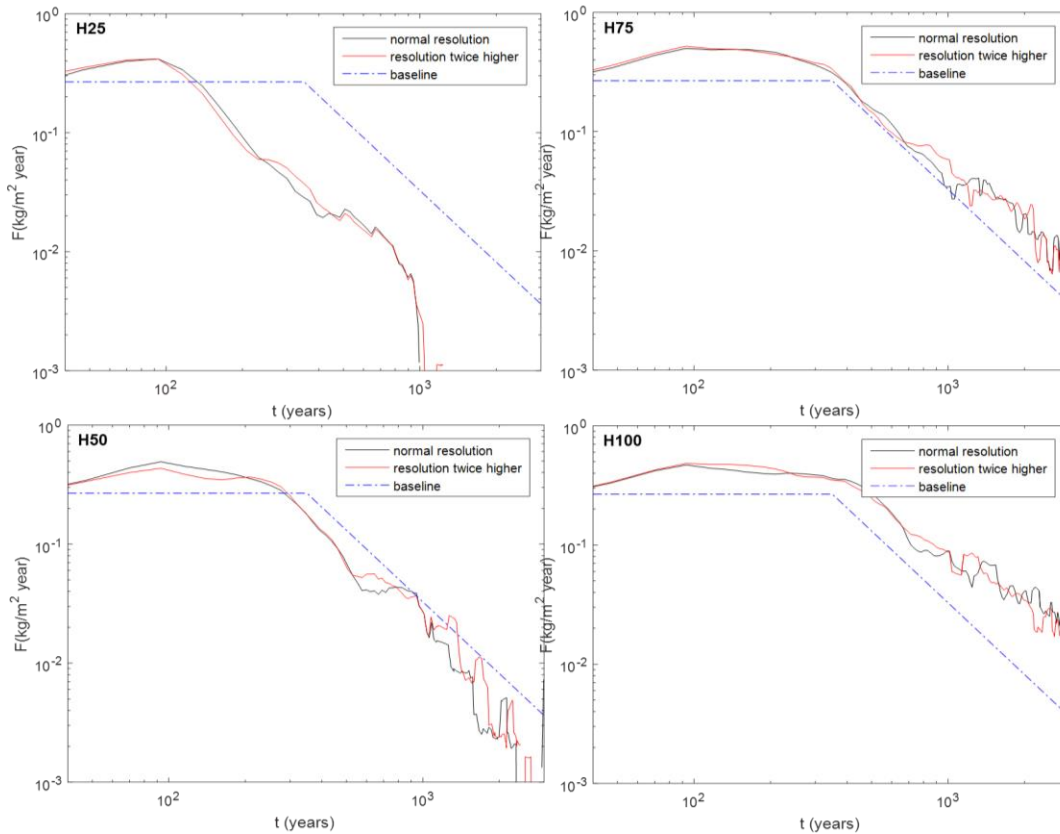 H25
normal resolution
resolution twice higher
baseline
10⁰
10⁻¹
10⁻²
10⁻³
F(kg/m² year)
10²
10³
t (years)
H75
normal resolution
resolution twice higher
baseline
10⁰
10⁻¹
10⁻²
10⁻³
F(kg/m² year)
10²
10³
t (years)
H50
normal resolution
resolution twice higher
baseline
10⁰
10⁻¹
10⁻²
10⁻³
F(kg/m² year)
10²
10³
t (years)
H100
normal resolution
resolution twice higher
baseline
10⁰
10⁻¹
10⁻²
10⁻³
F(kg/m² year)
10²
10³
t (years)